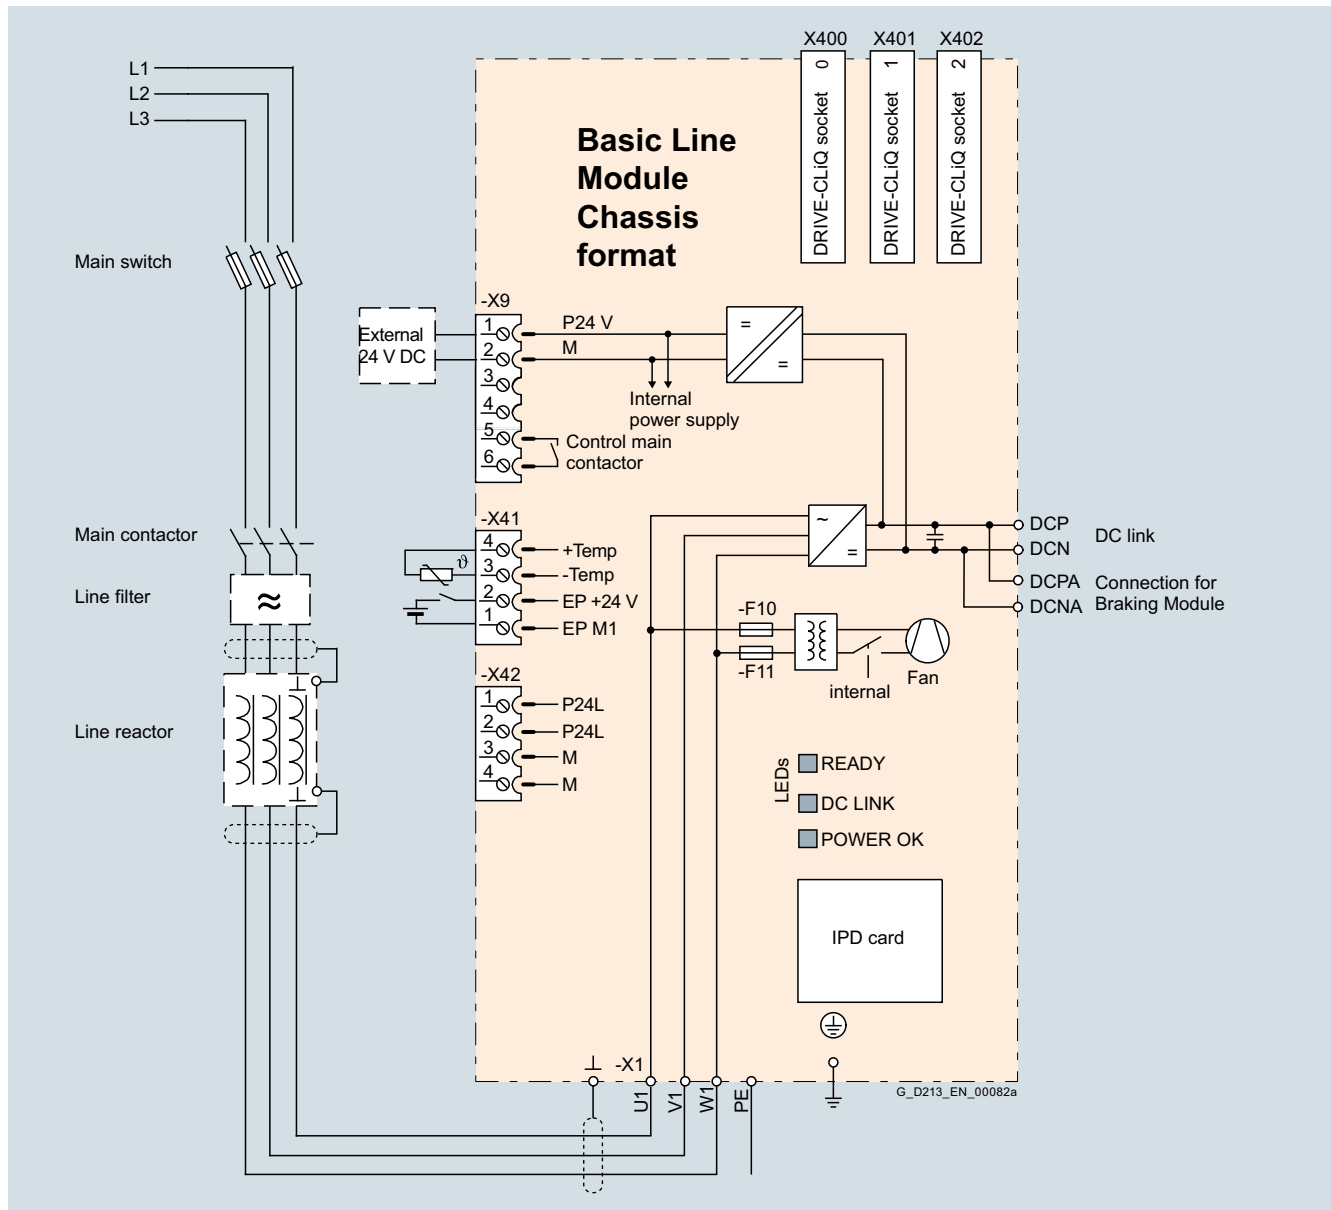 X400
X401
X402
L1
L2
L3
Basic Line
Module
Chassis
format
0
DRIVE-CLiQ socket
1
DRIVE-CLiQ socket
2
DRIVE-CLiQ socket
Main switch
External
24 V DC
-X9
1
2
3
4
5
6
P24 V
M
=
=
Internal
power supply
Control main
contactor
Main contactor
-X41
4
3
2
1
ϑ
+Temp
-Temp
EP +24 V
EP M1
~
=
DCP
DCN
DC link
DCPA
DCNA
Connection for
Braking Module
Line filter
≈
-F10
-F11
internal
Fan
-X42
1
2
3
4
P24L
P24L
M
M
Line reactor
LEDs
READY
DC LINK
POWER OK
IPD card
-X1
U1
V1
W1
PE
G_D213_EN_00082a